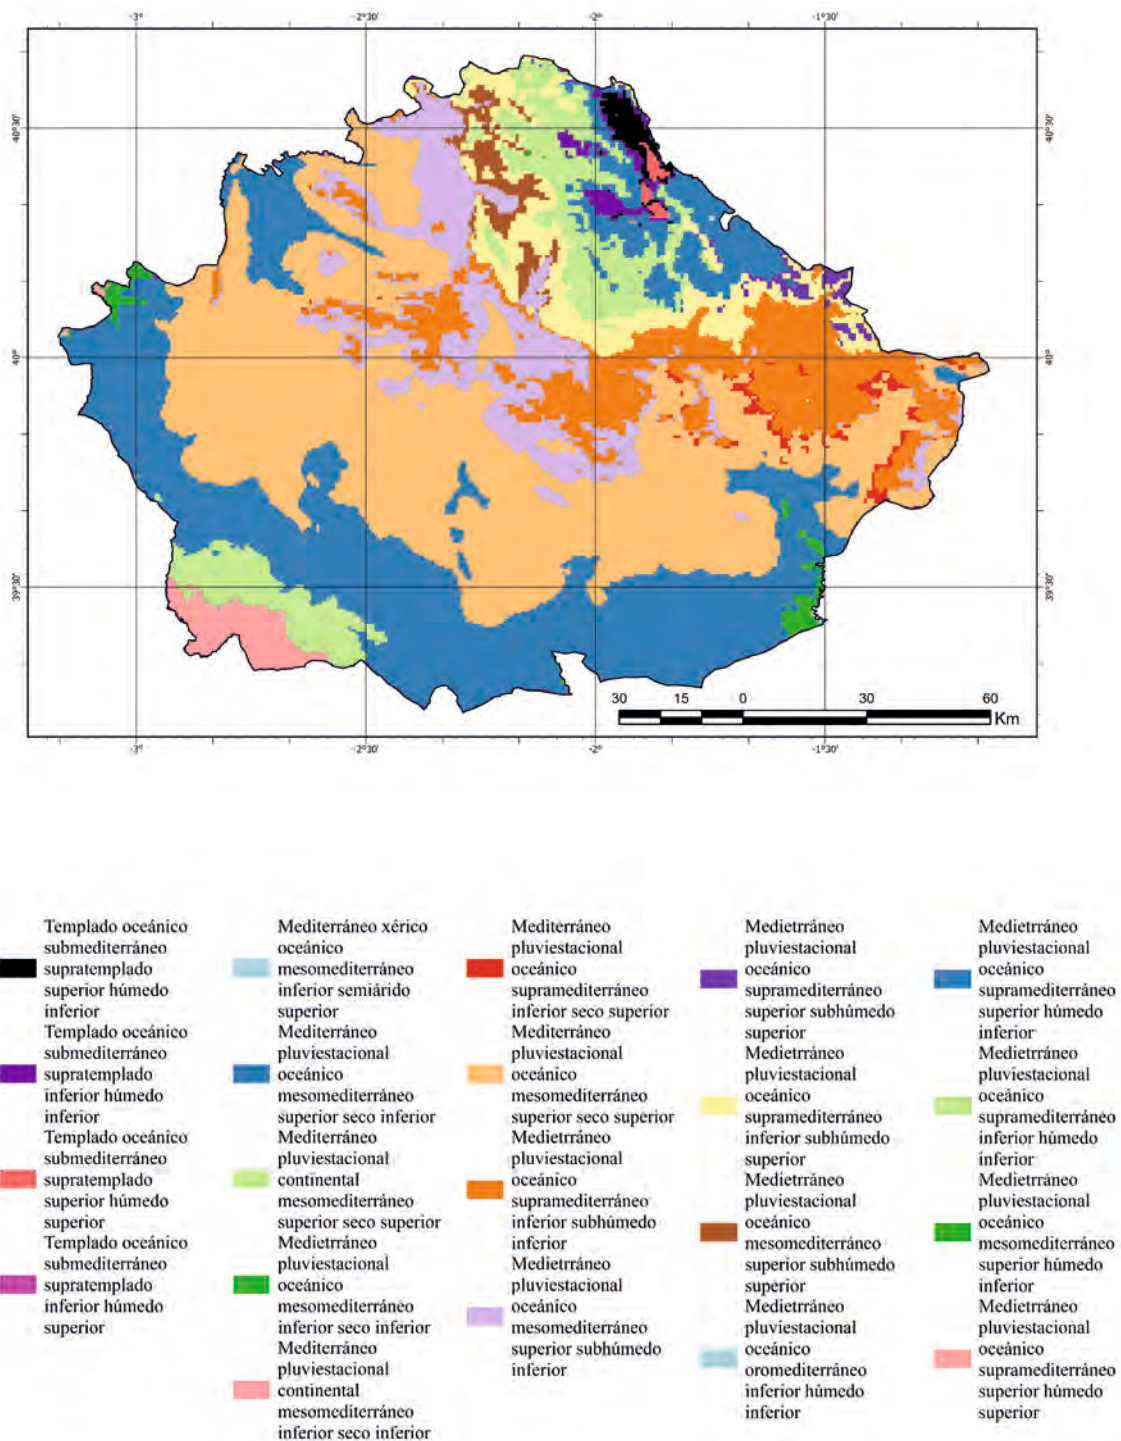 -3°
-2°30'
-2°
-1°30'
40°30'
40°30'
40°
40°
39°30'
39°30'
30
15
0
30
60
Km
-3°
-2°30'
-2°
-1°30'
Templado oceánico
submediterráneo
supratemplado
superior húmedo
inferior
Templado oceánico
submediterráneo
supratemplado
inferior húmedo
inferior
Templado oceánico
submediterráneo
supratemplado
superior húmedo
superior
Templado oceánico
submediterráneo
supratemplado
inferior húmedo
superior
Mediterráneo xérico
oceánico
mesomediterráneo
inferior semiárido
superior
Mediterráneo
pluviestacional
oceánico
mesomediterráneo
superior seco inferior
Mediterráneo
pluviestacional
continental
mesomediterráneo
superior seco superior
Medietrráneo
pluviestacional
oceánico
mesomediterráneo
inferior seco inferior
Mediterráneo
pluviestacional
continental
mesomediterráneo
inferior seco inferior
Mediterráneo
pluviestacional
oceánico
supramediterráneo
inferior seco superior
Mediterráneo
pluviestacional
oceánico
mesomediterráneo
superior seco superior
Medietrráneo
pluviestacional
oceánico
supramediterráneo
inferior subhúmedo
inferior
Medietrráneo
pluviestacional
oceánico
mesomediterráneo
superior subhúmedo
inferior
Medietrráneo
pluviestacional
oceánico
supramediterráneo
superior subhúmedo
superior
Medietrráneo
pluviestacional
oceánico
supramediterráneo
inferior subhúmedo
superior
Medietrráneo
pluviestacional
oceánico
mesomediterráneo
superior subhúmedo
superior
Medietrráneo
pluviestacional
oceánico
oromediterráneo
inferior húmedo
inferior
Medietrráneo
pluviestacional
oceánico
supramediterráneo
superior húmedo
inferior
Medietrráneo
pluviestacional
oceánico
supramediterráneo
inferior húmedo
inferior
Medietrráneo
pluviestacional
oceánico
mesomediterráneo
superior húmedo
inferior
Medietrráneo
pluviestacional
oceánico
supramediterráneo
superior húmedo
superior